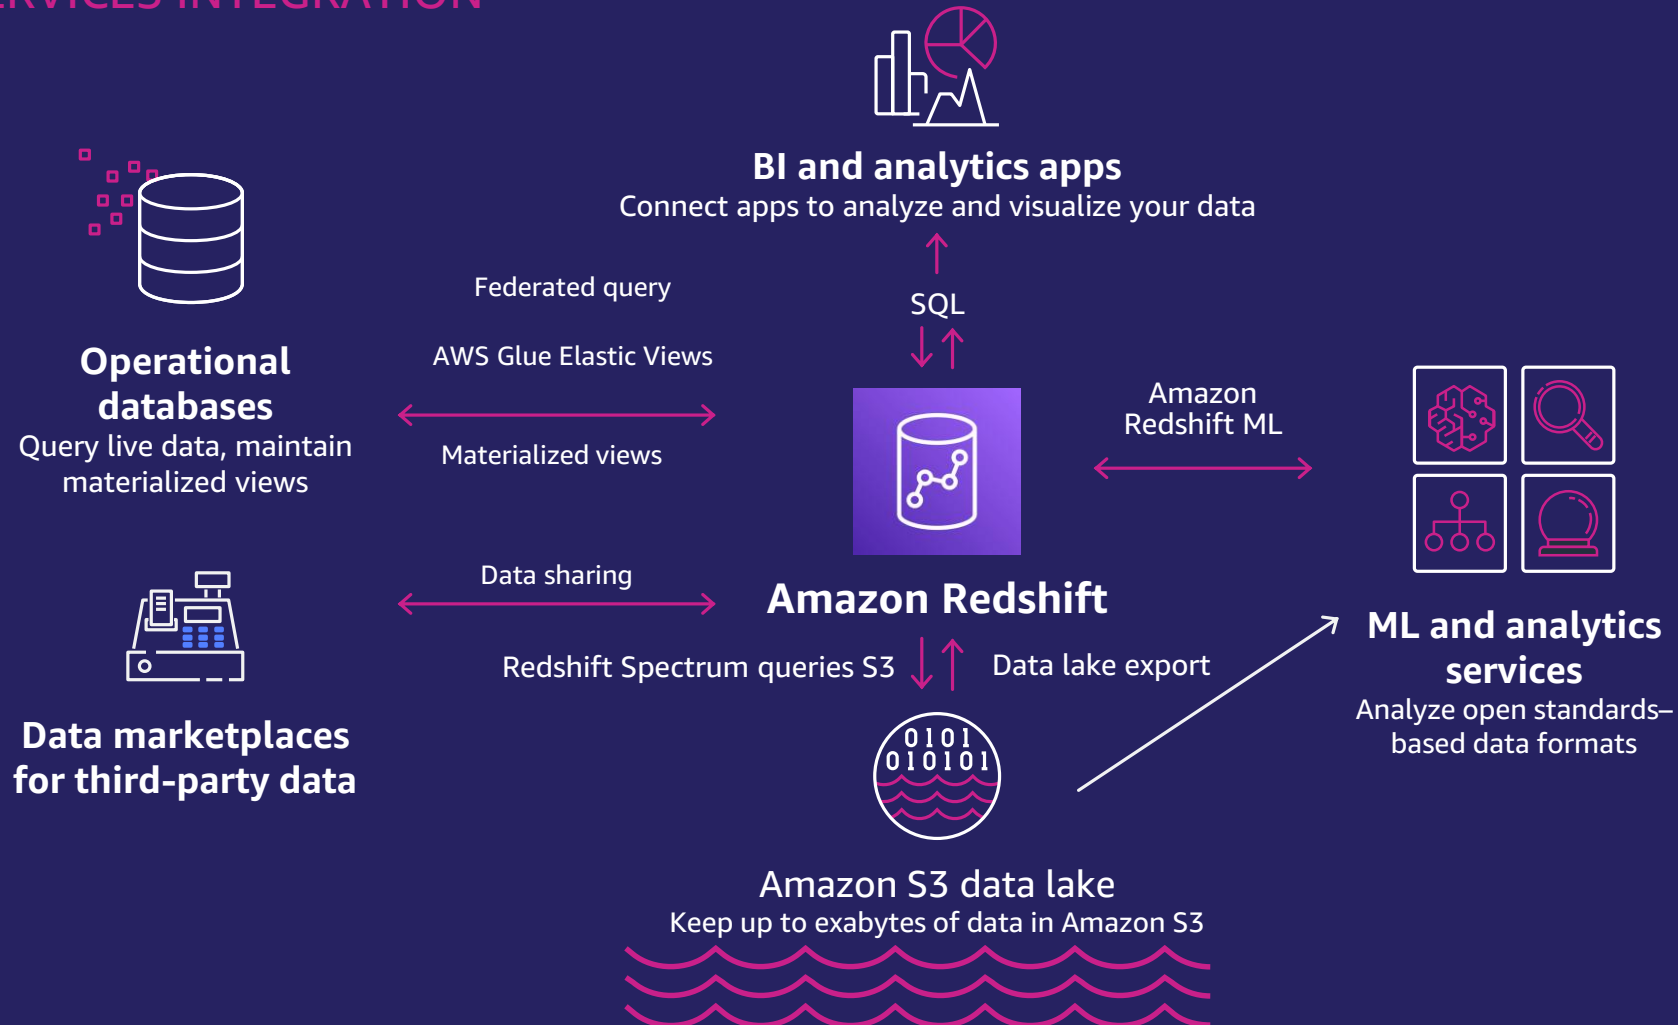 BI and analytics apps
Connect apps to analyze and visualize your data
SQL
Federated query
AWS Glue Elastic Views
Materialized views
Operational
databases
Query live data, maintain
materialized views
Amazon
Redshift ML
Data sharing
Amazon Redshift
Redshift Spectrum queries S3
Data lake export
ML and analytics
services
Analyze open standards–
based data formats
Data marketplaces
for third-party data
0101
010101
Amazon S3 data lake
Keep up to exabytes of data in Amazon S3